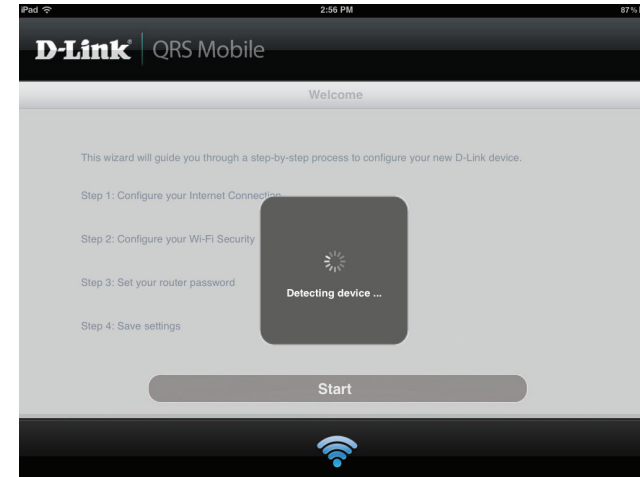 iPad 2:56 PM 87%
D-Link® QRS Mobile
Welcome
This wizard will guide you through a step-by-step process to configure your new D-Link device.
Step 1: Configure your Internet Connection
Step 2: Configure your Wi-Fi Security
Detecting device ...
Step 3: Set your router password
Step 4: Save settings
Start